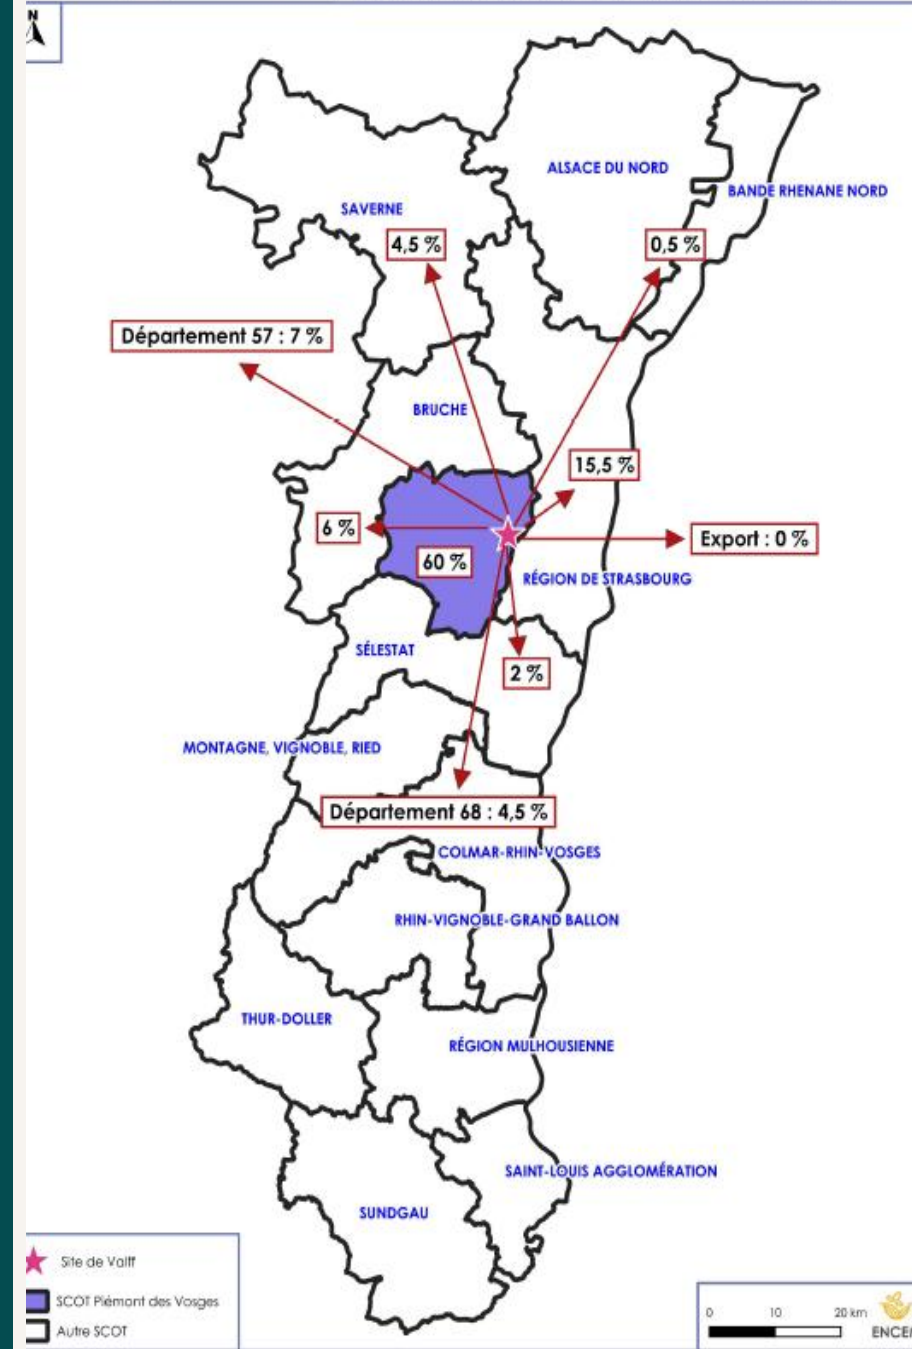 N
ALSACE DU NORD
BANDE RHENANE NORD
SAVERNE
4,5 %
0,5 %
Département 57 : 7 %
BRUCHE
15,5 %
6 %
Export : 0 %
60 %
RÉGION DE STRASBOURG
SÉLESTAT
2 %
MONTAGNE, VIGNOBLE, RIED
Département 68 : 4,5 %
COLMAR-RHIN-VOSGES
RHIN-VIGNOBLE-GRAND BALLON
THUR-DOLLER
RÉGION MULHOUSIENNE
SAINT-LOUIS AGGLOMÉRATION
SUNDGAU
Site de Valff
SCOT Piémont des Vosges
Autre SCOT
0 10 20 km
ENCEM